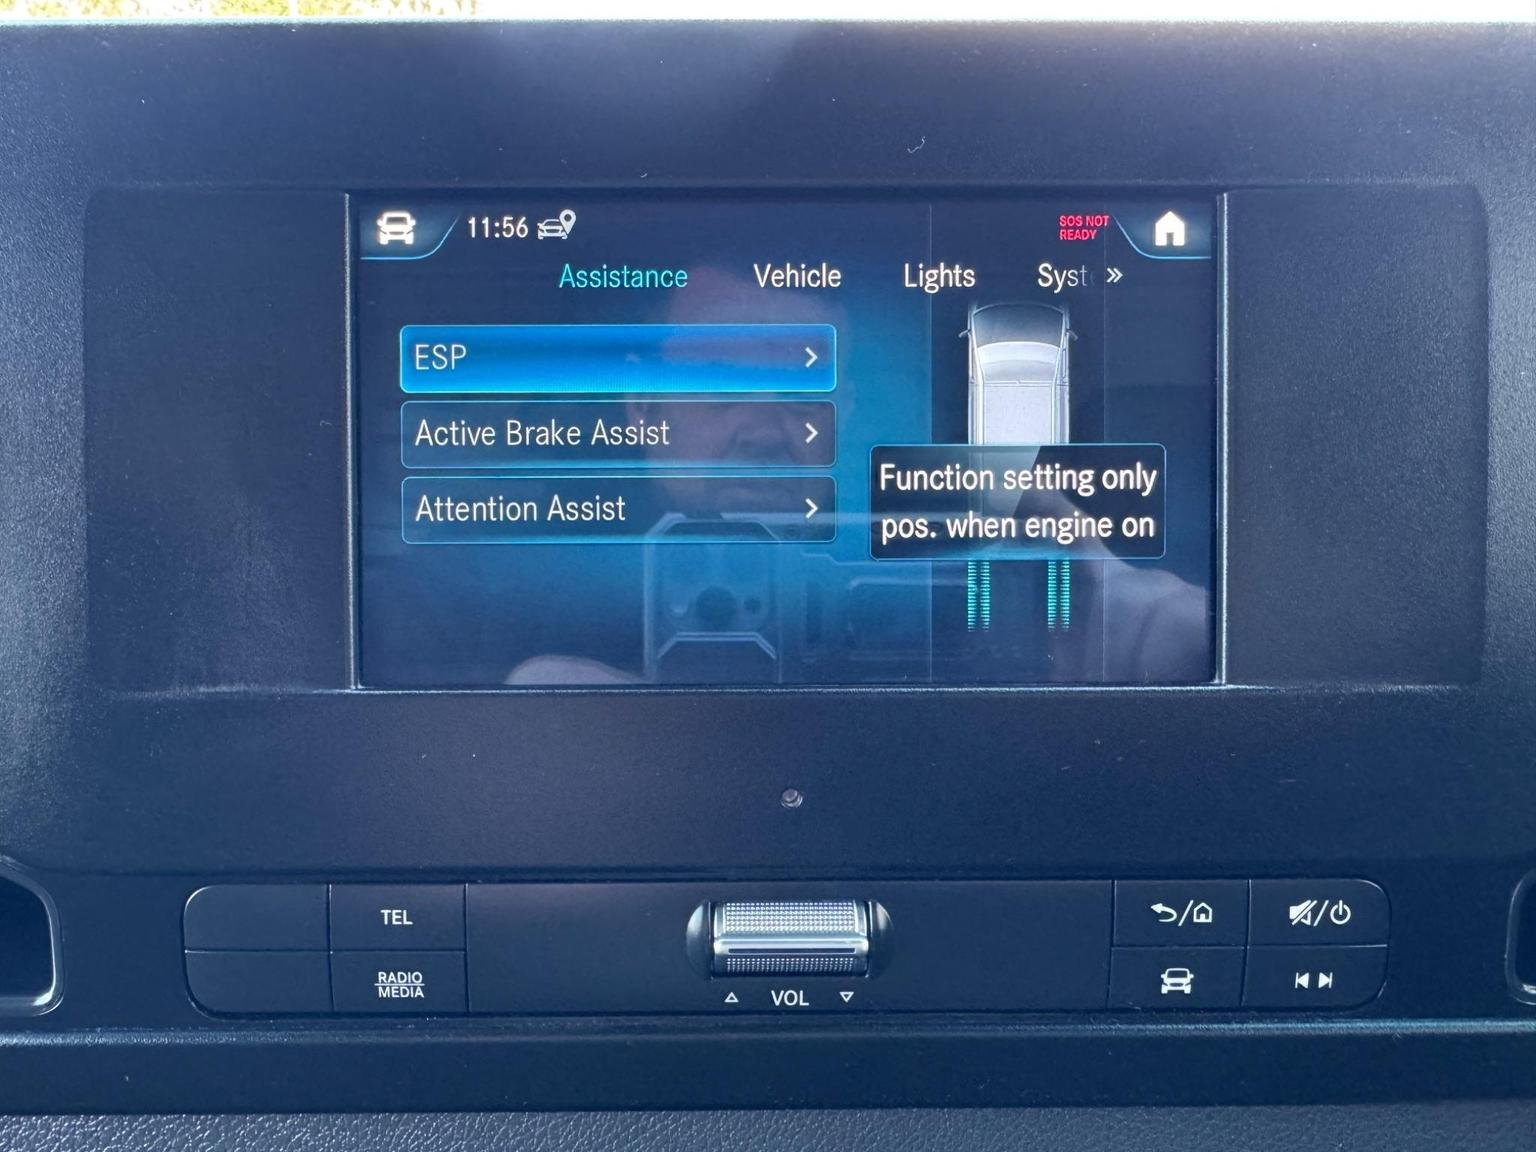 11:56
SOS NOT
READY
Assistance Vehicle Lights Syst
ESP
Active Brake Assist
Attention Assist
Function setting only
pos. when engine on
TEL
RADIO
MEDIA
VOL